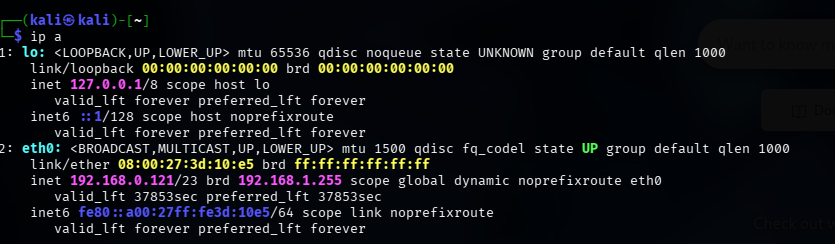 ┌──(kali㉿kali)-[~]
└─$ ip a
1: lo: <LOOPBACK,UP,LOWER_UP> mtu 65536 qdisc noqueue state UNKNOWN group default qlen 1000
    link/loopback 00:00:00:00:00:00 brd 00:00:00:00:00:00
    inet 127.0.0.1/8 scope host lo
       valid_lft forever preferred_lft forever
    inet6 ::1/128 scope host noprefixroute
       valid_lft forever preferred_lft forever
2: eth0: <BROADCAST,MULTICAST,UP,LOWER_UP> mtu 1500 qdisc fq_codel state UP group default qlen 1000
    link/ether 08:00:27:3d:10:e5 brd ff:ff:ff:ff:ff:ff
    inet 192.168.0.121/23 brd 192.168.1.255 scope global dynamic noprefixroute eth0
       valid_lft 37853sec preferred_lft 37853sec
    inet6 fe80::a00:27ff:fe3d:10e5/64 scope link noprefixroute
       valid_lft forever preferred_lft forever
Check out